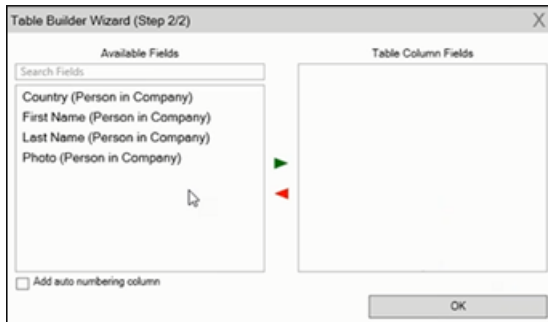 Table Builder Wizard (Step 2/2)
X
Available Fields
Table Column Fields
Search Fields
Country (Person in Company)
First Name (Person in Company)
Last Name (Person in Company)
Photo (Person in Company)
Add auto numbering column
OK